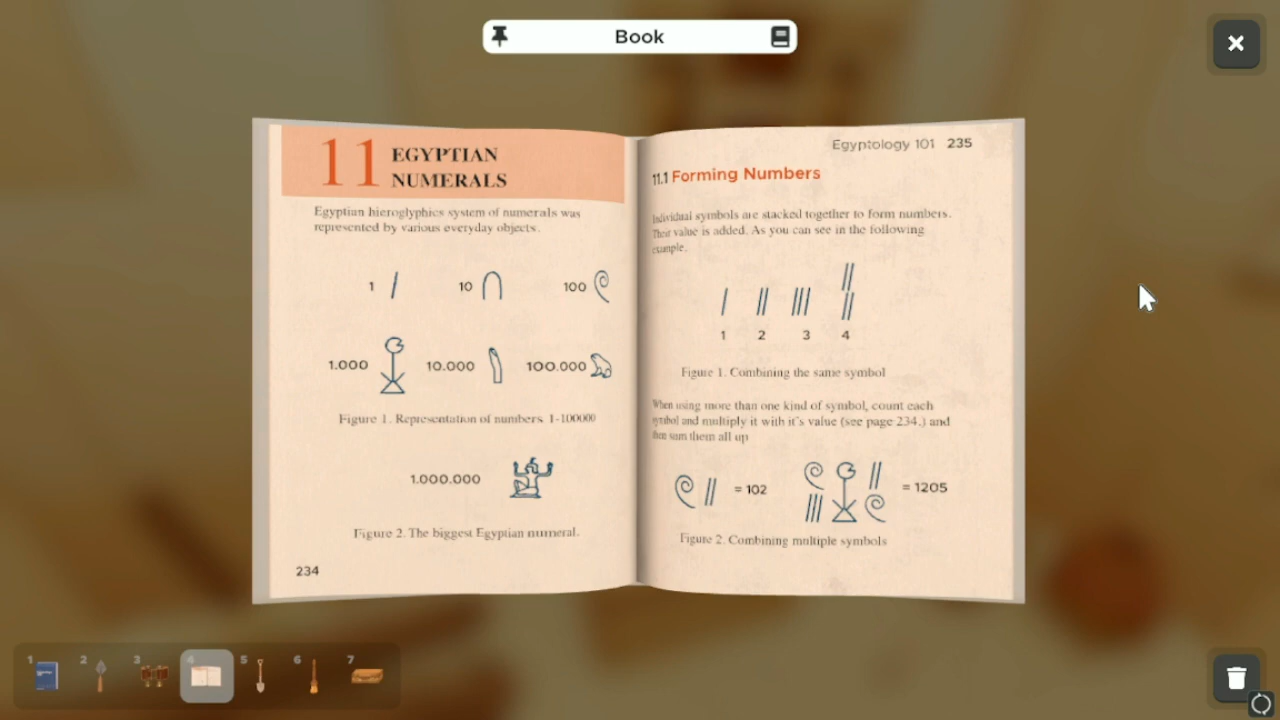 Book
11 EGYPTIAN
NUMERALS
Egyptian hieroglyphics system of numerals was
represented by various everyday objects.
1 10 100
1.000 10.000 100.000
Figure 1. Representation of numbers 1-100000
1.000.000
Figure 2. The biggest Egyptian numeral.
234
Egyptology 101 235
11.1 Forming Numbers
Individual symbols are stacked together to form numbers.
Their value is added. As you can see in the following
example.
1 2 3 4
Figure 1. Combining the same symbol
When using more than one kind of symbol, count each
symbol and multiply it with it's value (see page 234.) and
then sum them all up
= 102 = 1205
Figure 2. Combining multiple symbols
1 2 3 4 5 6 7